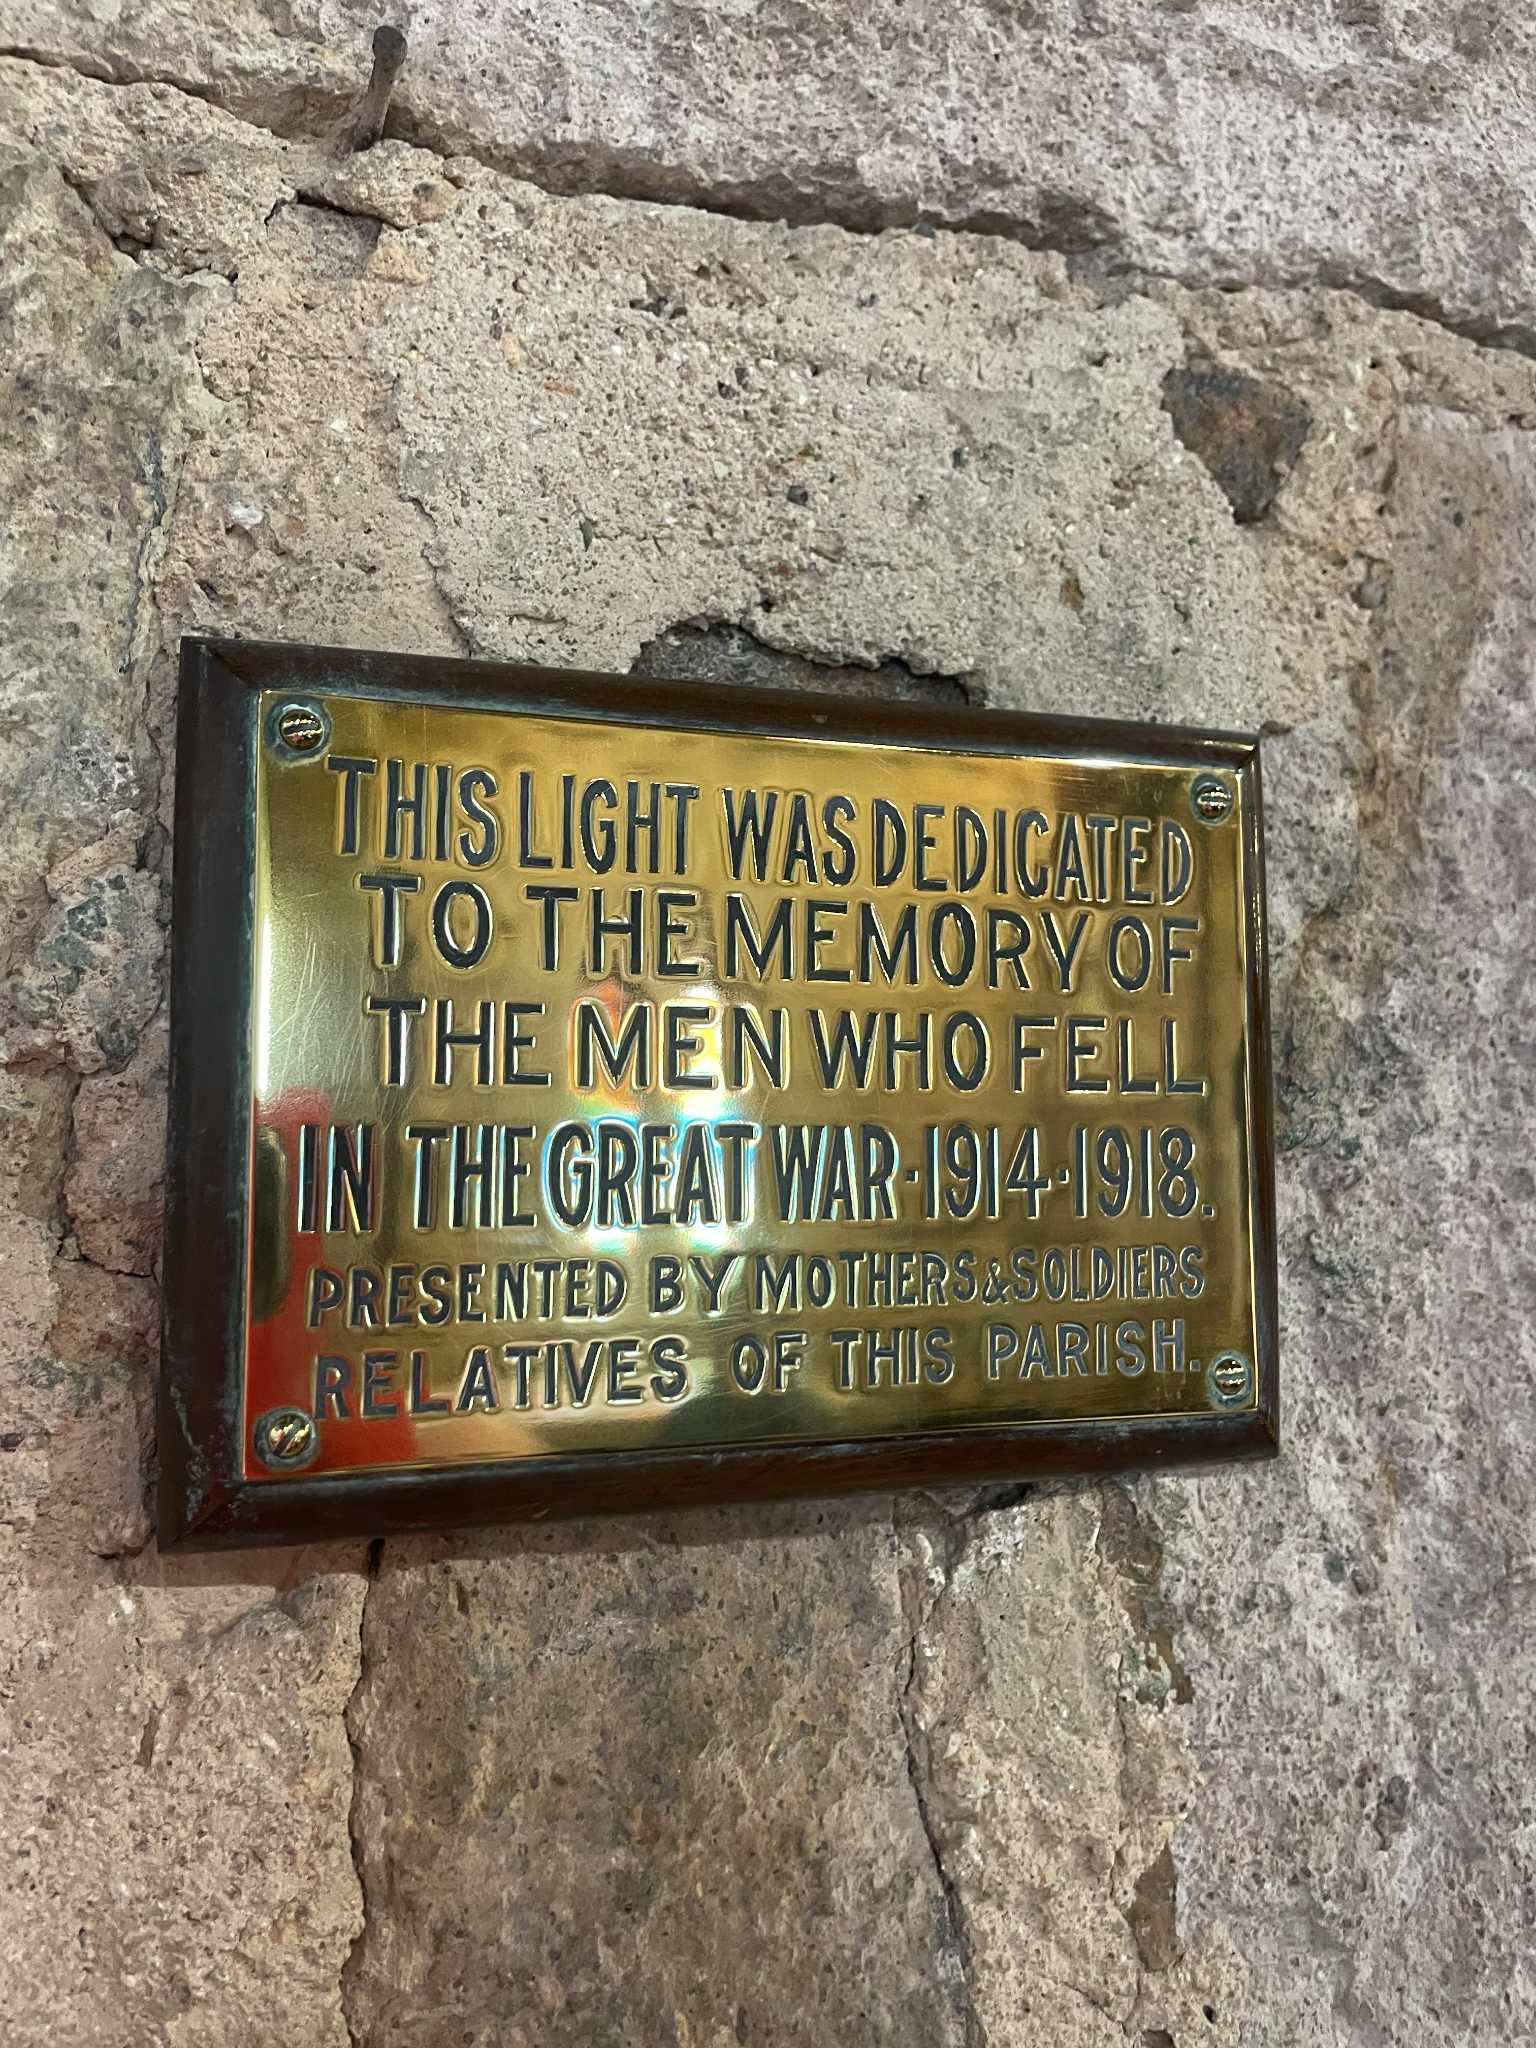 THIS LIGHT WAS DEDICATED
TO THE MEMORY OF
THE MEN WHO FELL
IN THE GREAT WAR·1914·1918.
PRESENTED BY MOTHERS & SOLDIERS
RELATIVES OF THIS PARISH.